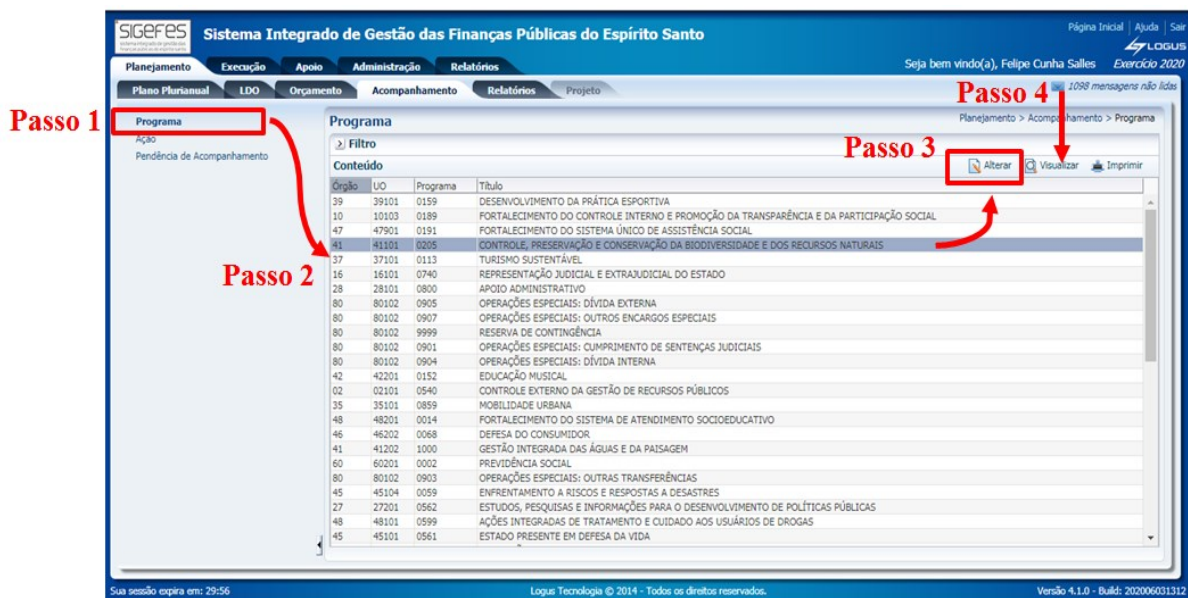 SIGEFES
Sistema Integrado de Gestão das Finanças Públicas do Espírito Santo
Página Inicial | Ajuda | Sair
LOGUS
Planejamento Execução Apoio Administração Relatórios
Seja bem vindo(a), Felipe Cunha Salles Exercício 2020
Plano Plurianual LDO Orçamento Acompanhamento Relatórios Projeto
1098 mensagens não lidas
Passo 4
Passo 1
Programa
Ação
Pendência de Acompanhamento
Programa
Planejamento > Acompanhamento > Programa
Filtro
Passo 3
Conteúdo
Alterar Visualizar Imprimir
Órgão UO Programa Título
39 39101 0159 DESENVOLVIMENTO DA PRÁTICA ESPORTIVA
10 10103 0189 FORTALECIMENTO DO CONTROLE INTERNO E PROMOÇÃO DA TRANSPARÊNCIA E DA PARTICIPAÇÃO SOCIAL
47 47901 0191 FORTALECIMENTO DO SISTEMA ÚNICO DE ASSISTÊNCIA SOCIAL
41 41101 0205 CONTROLE, PRESERVAÇÃO E CONSERVAÇÃO DA BIODIVERSIDADE E DOS RECURSOS NATURAIS
37 37101 0113 TURISMO SUSTENTÁVEL
Passo 2
16 16101 0740 REPRESENTAÇÃO JUDICIAL E EXTRAJUDICIAL DO ESTADO
28 28101 0800 APOIO ADMINISTRATIVO
80 80102 0905 OPERAÇÕES ESPECIAIS: DÍVIDA EXTERNA
80 80102 0907 OPERAÇÕES ESPECIAIS: OUTROS ENCARGOS ESPECIAIS
80 80102 9999 RESERVA DE CONTINGÊNCIA
80 80102 0901 OPERAÇÕES ESPECIAIS: CUMPRIMENTO DE SENTENÇAS JUDICIAIS
80 80102 0904 OPERAÇÕES ESPECIAIS: DÍVIDA INTERNA
42 42201 0152 EDUCAÇÃO MUSICAL
02 02101 0540 CONTROLE EXTERNO DA GESTÃO DE RECURSOS PÚBLICOS
35 35101 0859 MOBILIDADE URBANA
48 48201 0014 FORTALECIMENTO DO SISTEMA DE ATENDIMENTO SOCIOEDUCATIVO
46 46202 0068 DEFESA DO CONSUMIDOR
41 41202 1000 GESTÃO INTEGRADA DAS ÁGUAS E DA PAISAGEM
60 60201 0002 PREVIDÊNCIA SOCIAL
80 80102 0903 OPERAÇÕES ESPECIAIS: OUTRAS TRANSFERÊNCIAS
45 45104 0059 ENFRENTAMENTO A RISCOS E RESPOSTAS A DESASTRES
27 27201 0562 ESTUDOS, PESQUISAS E INFORMAÇÕES PARA O DESENVOLVIMENTO DE POLÍTICAS PÚBLICAS
48 48101 0599 AÇÕES INTEGRADAS DE TRATAMENTO E CUIDADO AOS USUÁRIOS DE DROGAS
45 45101 0561 ESTADO PRESENTE EM DEFESA DA VIDA
Sua sessão expira em: 29:56
Logus Tecnologia © 2014 - Todos os direitos reservados.
Versão 4.1.0 - Build: 202006031312